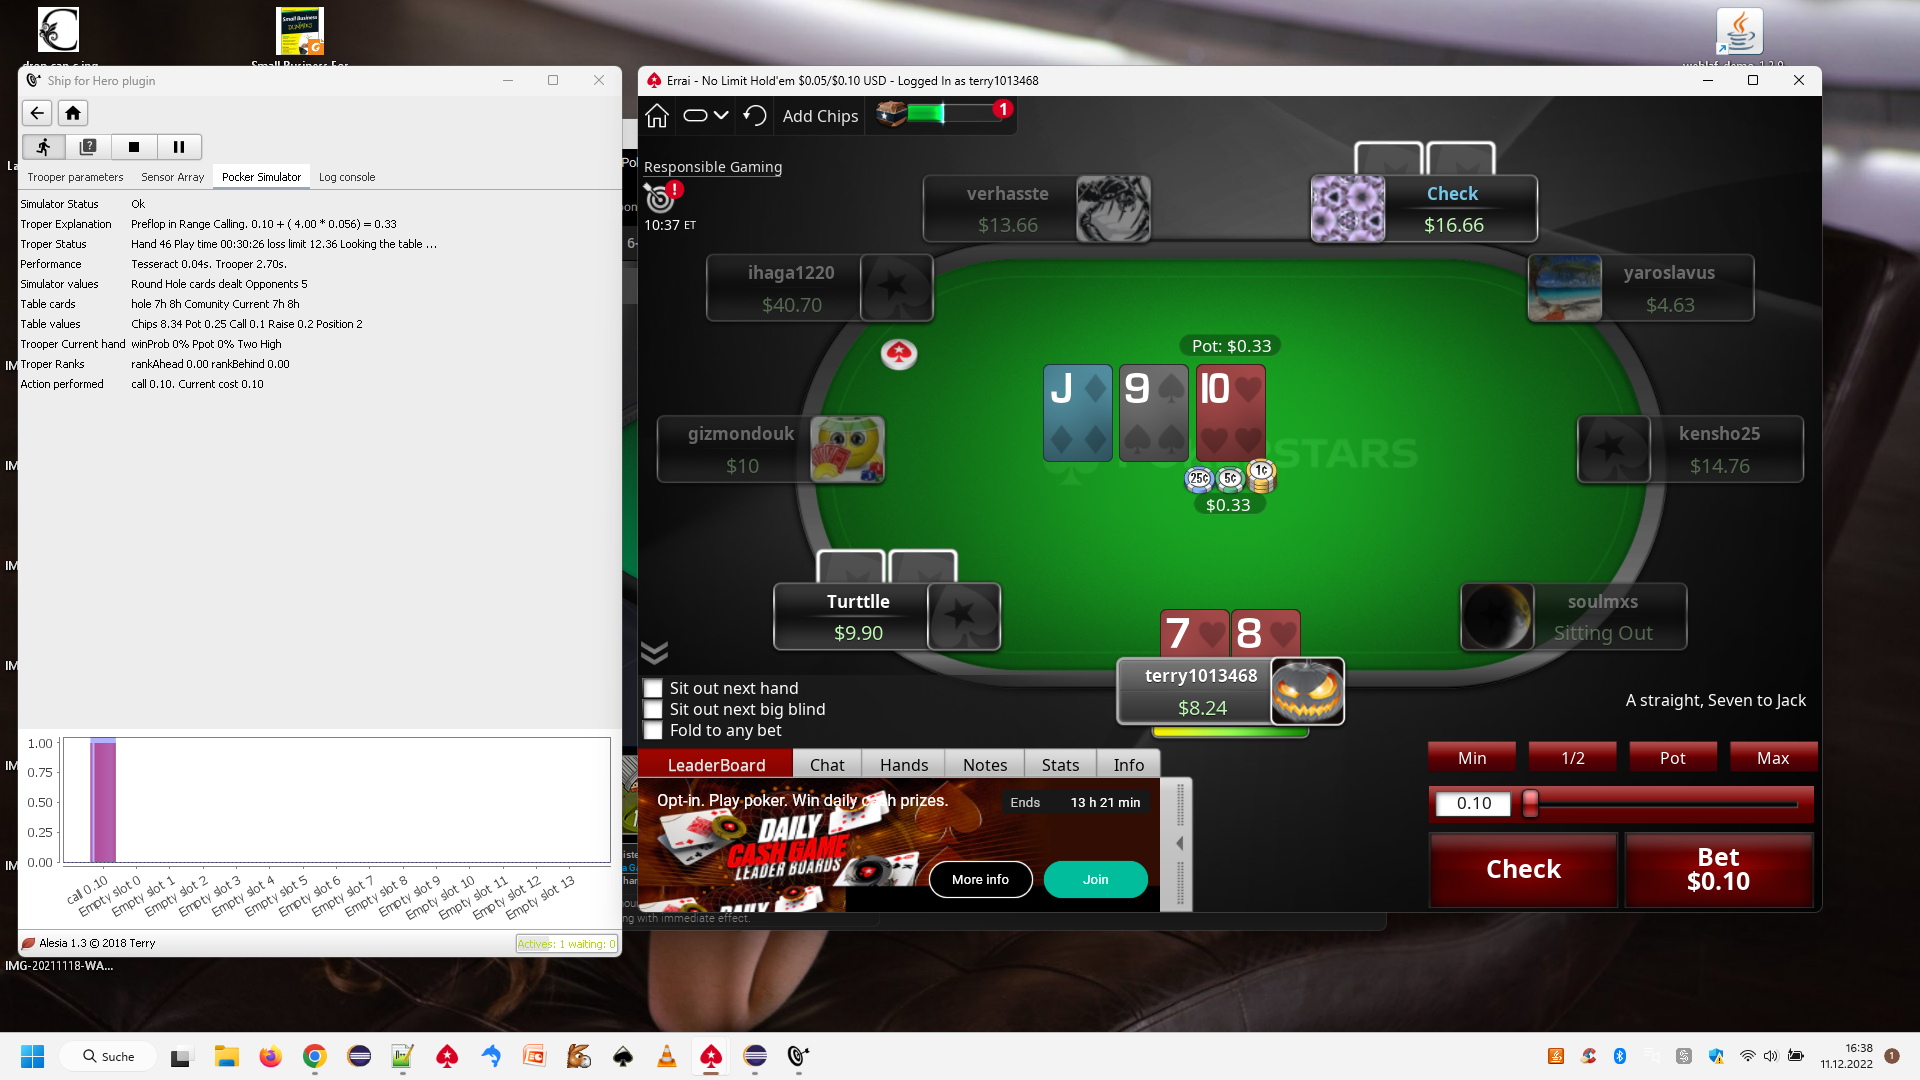 Ship for Hero plugin
Trooper parameters
Sensor Array
Pocker Simulator
Log console
Simulator Status Ok
Troper Explanation Preflop in Range Calling. 0.10 + ( 4.00 * 0.056) = 0.33
Troper Status Hand 46 Play time 00:30:26 loss limit 12.36 Looking the table ...
Performance Tesseract 0.04s. Trooper 2.70s.
Simulator values Round Hole cards dealt Opponents 5
Table cards hole 7h 8h Comunity Current 7h 8h
Table values Chips 8.34 Pot 0.25 Call 0.1 Raise 0.2 Position 2
Trooper Current hand winProb 0% Ppot 0% Two High
Troper Ranks rankAhead 0.00 rankBehind 0.00
Action performed call 0.10. Current cost 0.10
1.00
0.75
0.50
0.25
0.00
call 0.10
Empty slot 0
Empty slot 1
Empty slot 2
Empty slot 3
Empty slot 4
Empty slot 5
Empty slot 6
Empty slot 7
Empty slot 8
Empty slot 9
Empty slot 10
Empty slot 11
Empty slot 12
Empty slot 13
Alesia 1.3 © 2018 Terry
Actives: 1 waiting: 0
IMG-20211118-WA...
Errai - No Limit Hold'em $0.05/$0.10 USD - Logged In as terry1013468
Add Chips
1
Responsible Gaming
10:37 ET
verhasste
$13.66
Check
$16.66
ihaga1220
$40.70
yaroslavus
$4.63
Pot: $0.33
J
9
10
gizmondouk
$10
kensho25
$14.76
STARS
25¢
5¢
1¢
$0.33
Turttlle
$9.90
7
8
soulmxs
Sitting Out
terry1013468
$8.24
Sit out next hand
Sit out next big blind
Fold to any bet
A straight, Seven to Jack
LeaderBoard
Chat
Hands
Notes
Stats
Info
Opt-in. Play poker. Win daily cash prizes.
Ends 13 h 21 min
DAILY
CASH GAME
LEADER BOARDS
More info
Join
Min
1/2
Pot
Max
0.10
Check
Bet
$0.10
ng with immediate effect.
Suche
16:38
11.12.2022
1